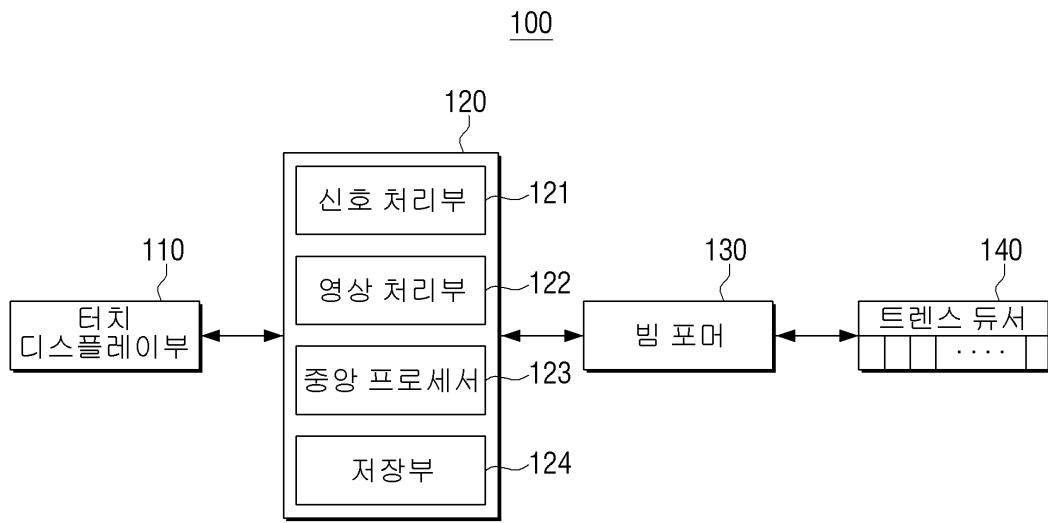 100
120
신호 처리부
121
110
130
140
영상 처리부
122
터치
디스플레이부
빔 포머
트렌스 듀서
· · · ·
중앙 프로세서
123
저장부
124